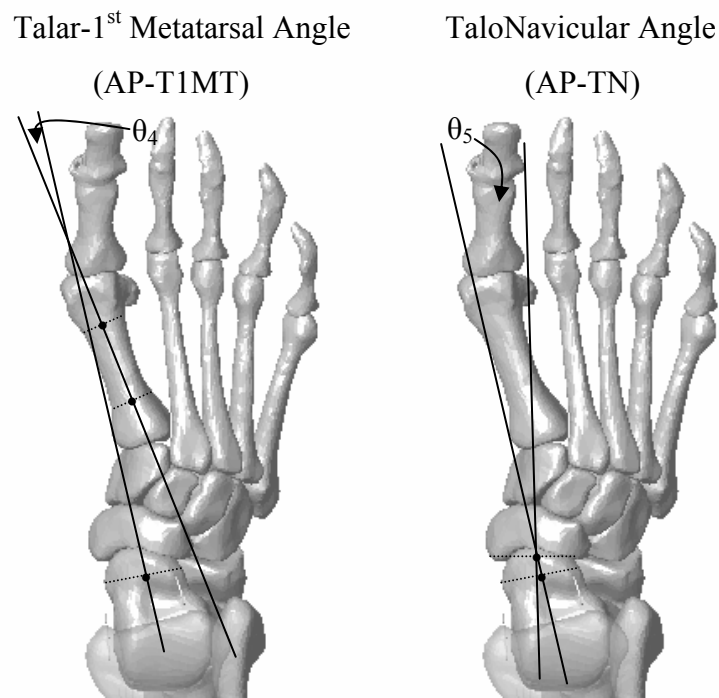 Talar-1st Metatarsal Angle
(AP-T1MT)
θ4
TaloNavicular Angle
(AP-TN)
θ5